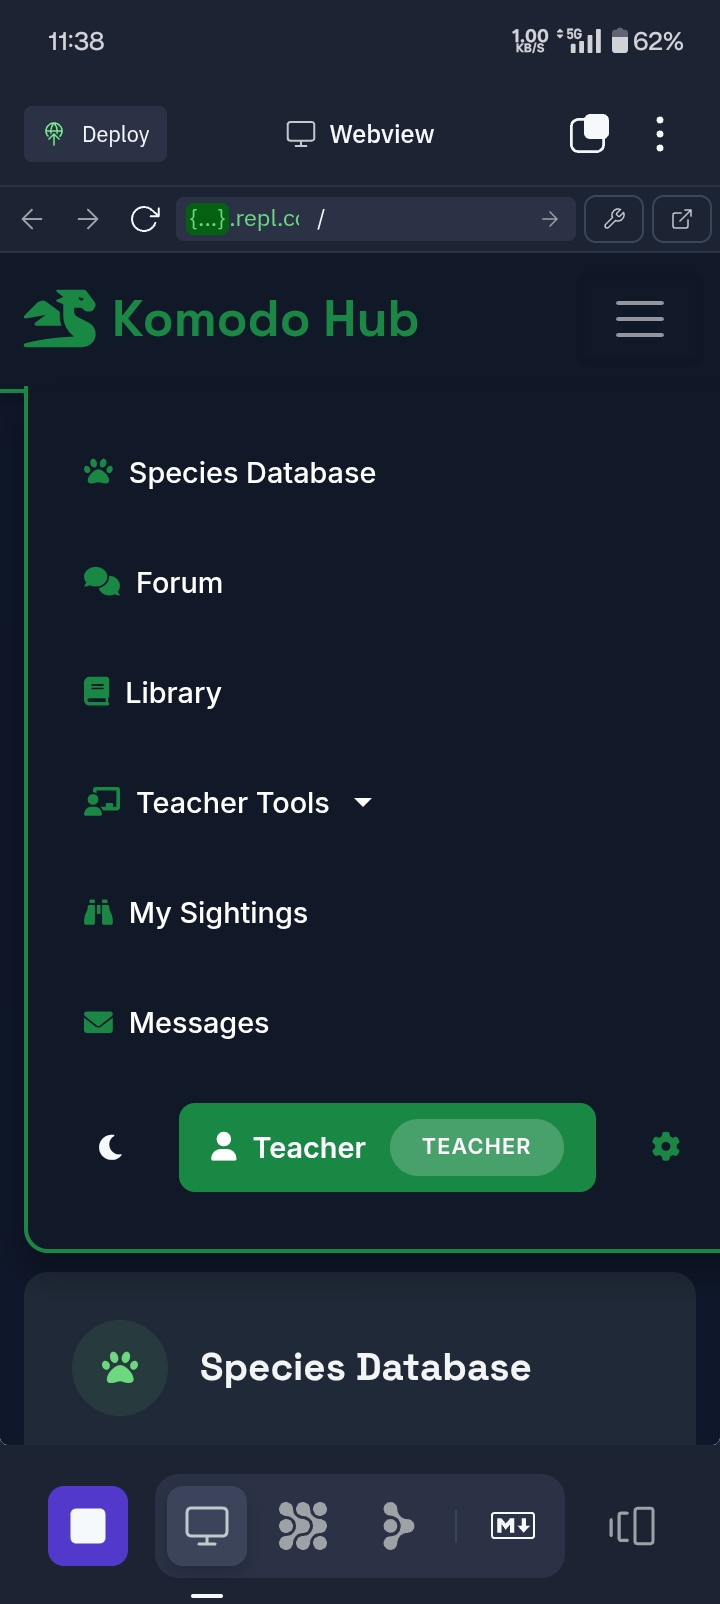 11:38
1.00 KB/S 5G 62%
Deploy
Webview
{...}.repl.co /
Komodo Hub
Species Database
Forum
Library
Teacher Tools
My Sightings
Messages
Teacher TEACHER
Species Database
M